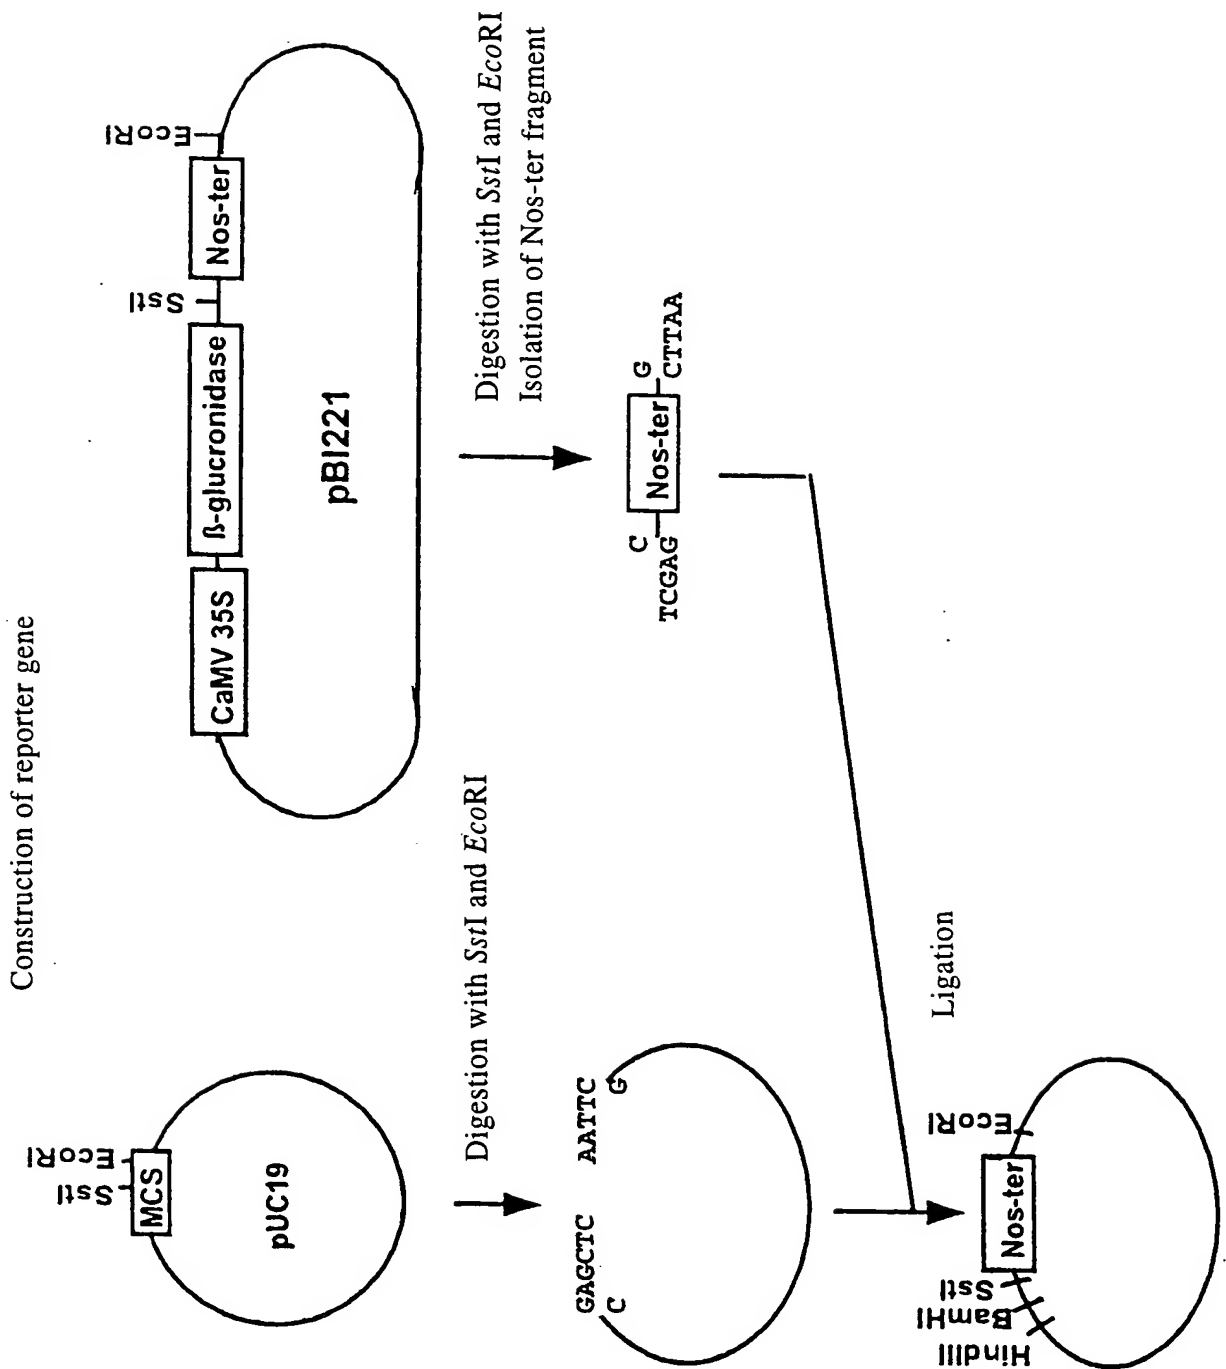 Construction of reporter gene
SstI
EcoRI
MCS
pUC19
CaMV 35S
ß-glucronidase
SstI
Nos-ter
EcoRI
pBI221
Digestion with SstI and EcoRI
Digestion with SstI and EcoRI
Isolation of Nos-ter fragment
GAGCTC AATTC
C G
C Nos-ter G
TCGAG CTTAA
Ligation
HindIII
BamHI
SstI
Nos-ter
EcoRI